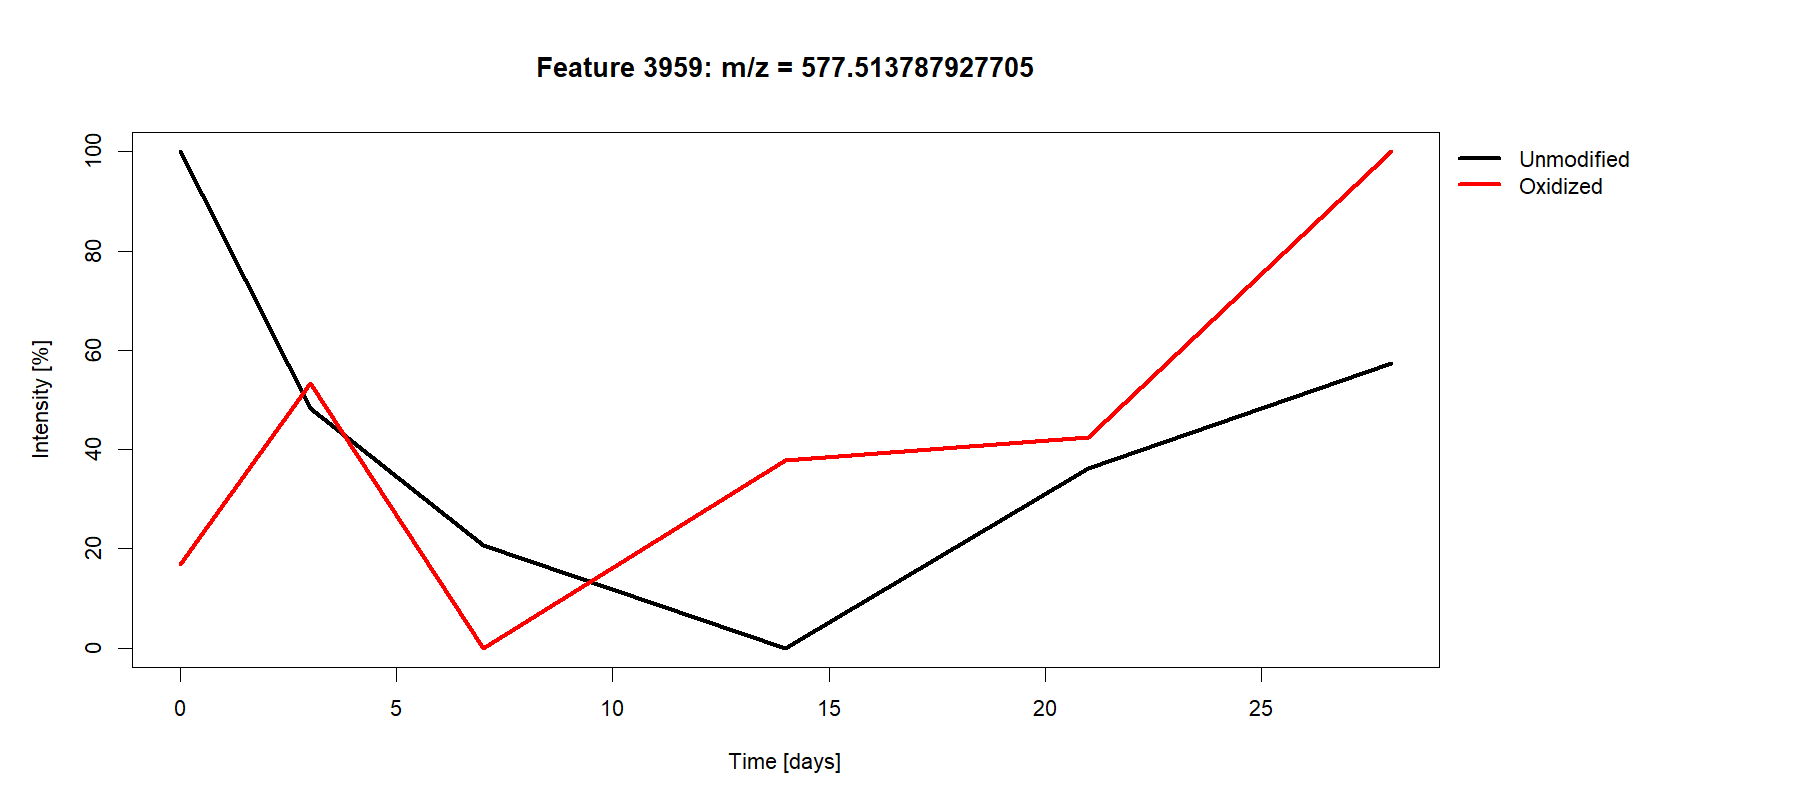 Feature 3959: m/z = 577.513787927705
100
80
60
40
20
0
Intensity [%]
0 5 10 15 20 25
Time [days]
Unmodified
Oxidized